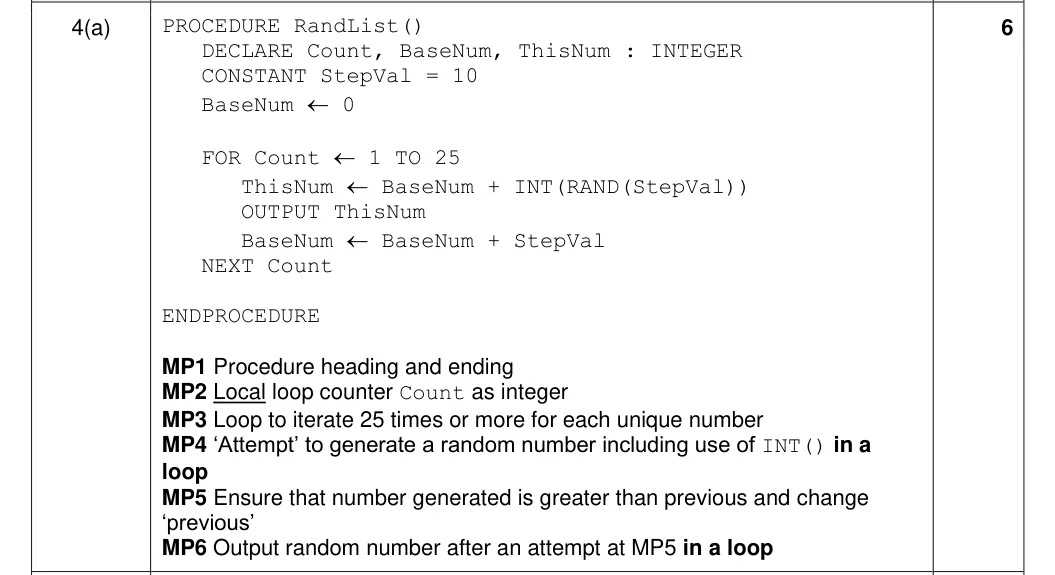 4(a)
PROCEDURE RandList()
DECLARE Count, BaseNum, ThisNum : INTEGER
CONSTANT StepVal = 10
BaseNum ← 0
FOR Count ← 1 TO 25
ThisNum ← BaseNum + INT(RAND(StepVal))
OUTPUT ThisNum
BaseNum ← BaseNum + StepVal
NEXT Count
ENDPROCEDURE
MP1 Procedure heading and ending
MP2 Local loop counter Count as integer
MP3 Loop to iterate 25 times or more for each unique number
MP4 ‘Attempt’ to generate a random number including use of INT() in a
loop
MP5 Ensure that number generated is greater than previous and change
‘previous’
MP6 Output random number after an attempt at MP5 in a loop
6